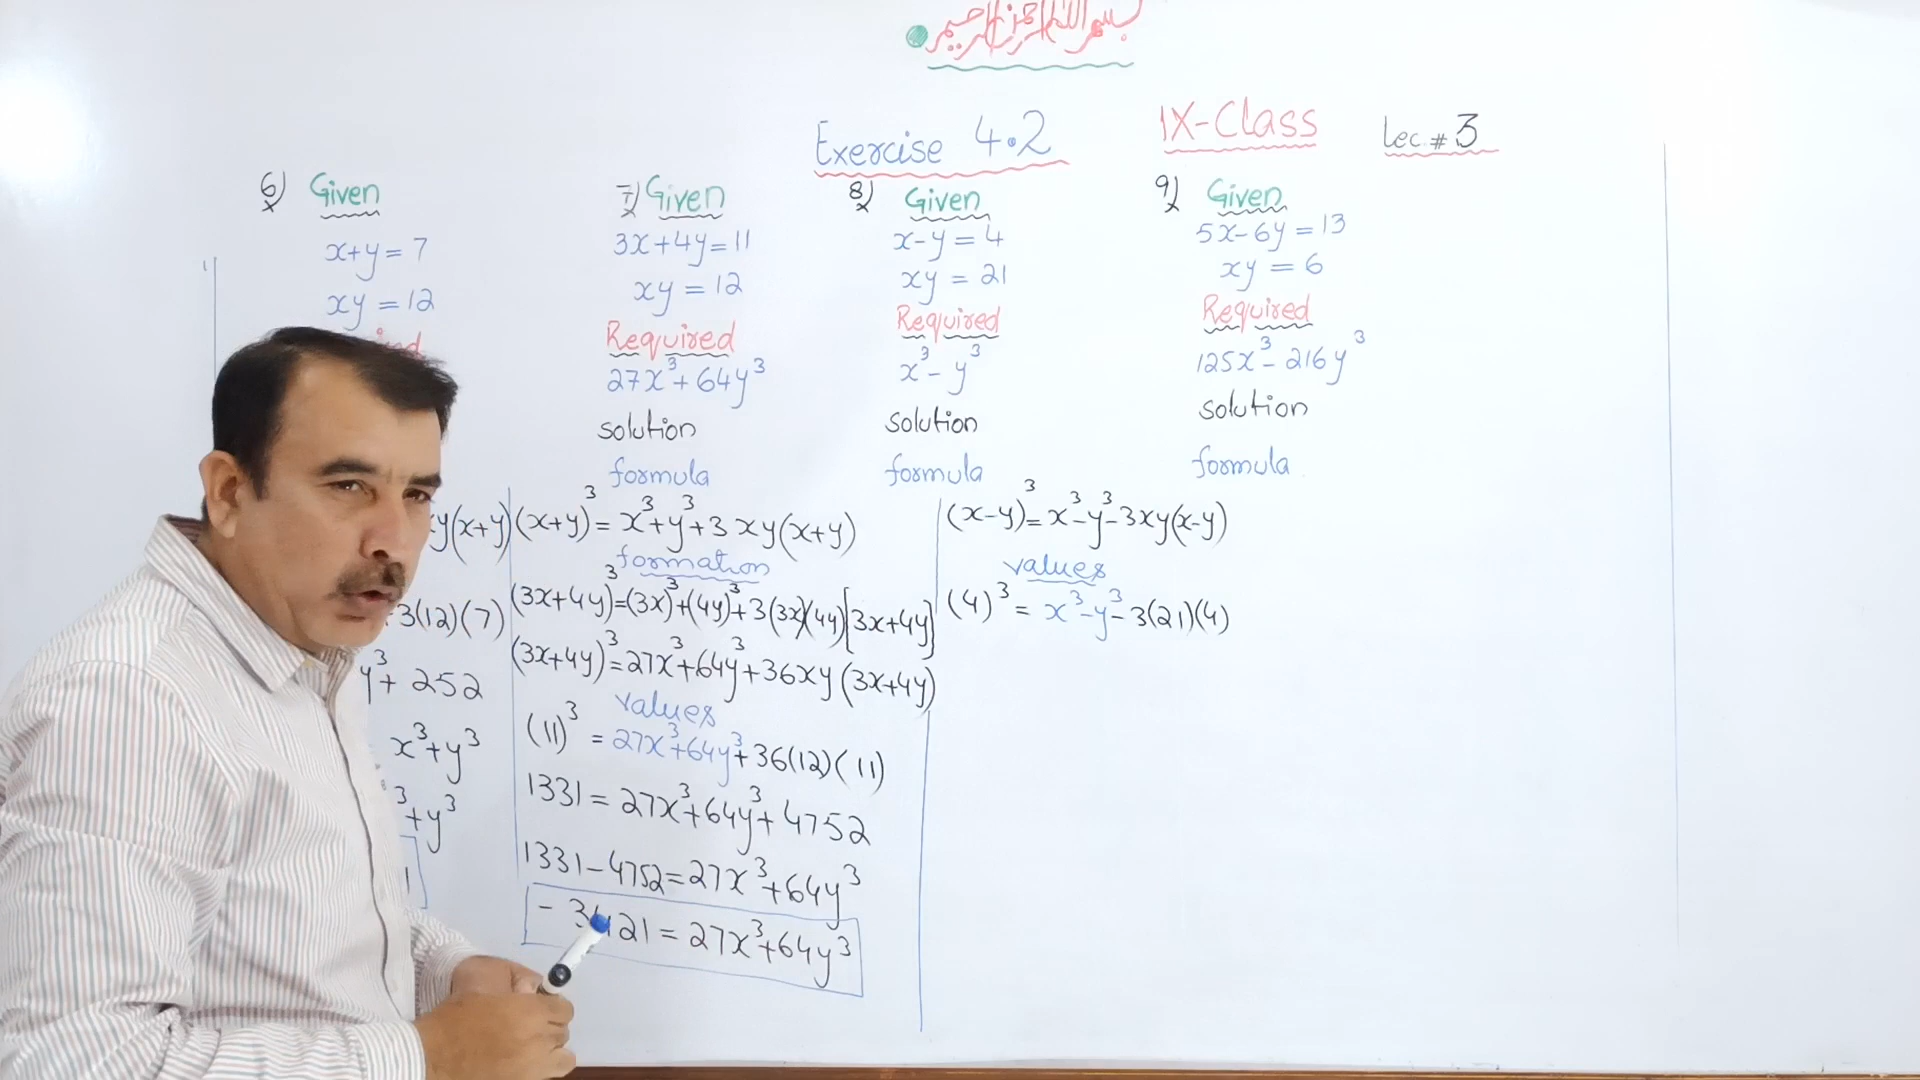 بسم الله الرحمن الرحیم
Exercise 4.2
IX-Class
Lec.# 3
6) Given
x+y=7
xy=12
y(x+y)
3(12)(7)
y³+252
x³+y³
³+y³
7) Given
3x+4y=11
xy=12
Required
27x³+64y³
solution
formula
(x+y)³=x³+y³+3xy(x+y)
formation
(3x+4y)³=(3x)³+(4y)³+3(3x)(4y)[3x+4y]
(3x+4y)³=27x³+64y³+36xy(3x+4y)
values
(11)³=27x³+64y³+36(12)(11)
1331=27x³+64y³+4752
1331-4752=27x³+64y³
-3421=27x³+64y³
8) Given
x-y=4
xy=21
Required
x³-y³
solution
formula
(x-y)³=x³-y³-3xy(x-y)
values
(4)³=x³-y³-3(21)(4)
9) Given
5x-6y=13
xy=6
Required
125x³-216y³
solution
formula